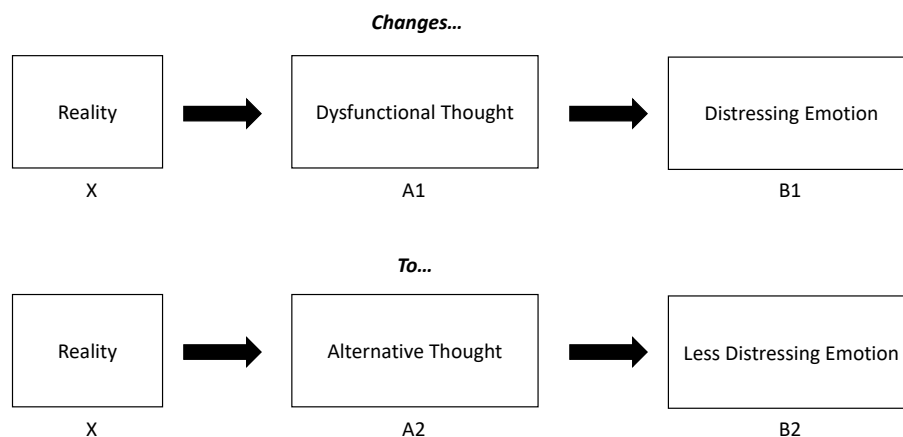 Changes…
Reality
Dysfunctional Thought
Distressing Emotion
X
A1
B1
To…
Reality
Alternative Thought
Less Distressing Emotion
X
A2
B2